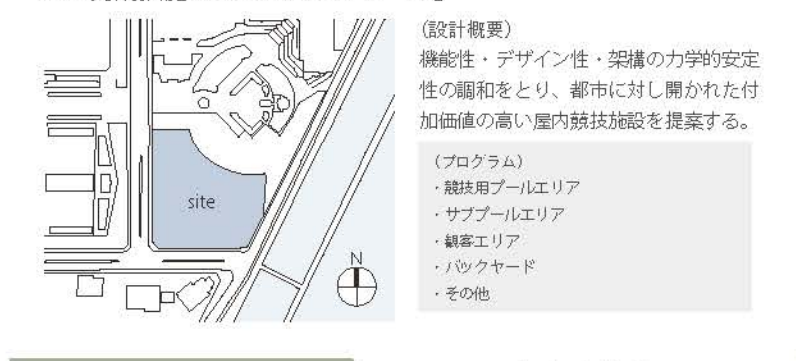 (設計概要)
機能性・デザイン性・架構の力学的安定
性の調和をとり、都市に対し開かれた付
加価値の高い屋内競技施設を提案する。
(プログラム)
・競技用プールエリア
・サブプールエリア
・観客エリア
・バックヤード
・その他
site
N